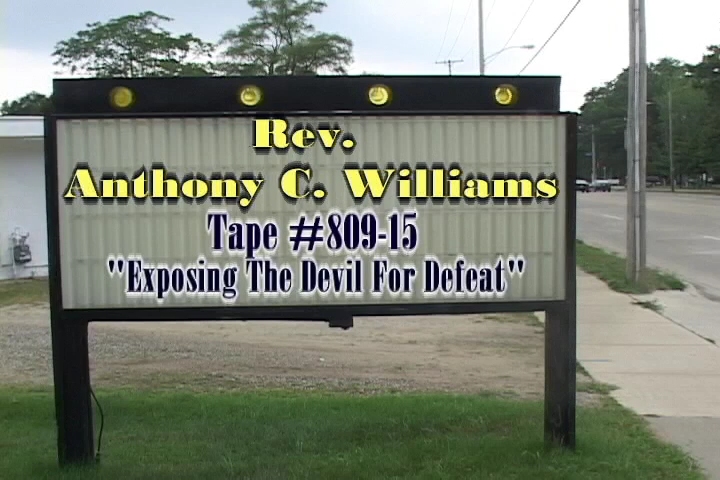 Rev.
Anthony C. Williams
Tape #809-15
"Exposing The Devil For Defeat"